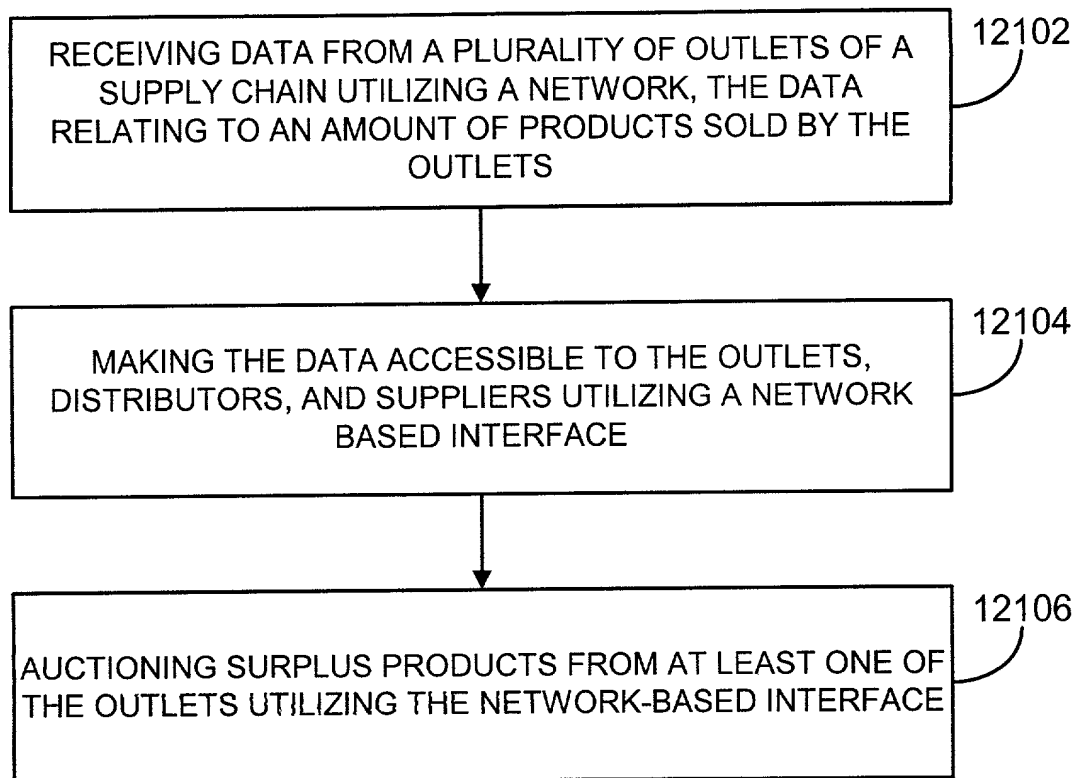 RECEIVING DATA FROM A PLURALITY OF OUTLETS OF A
SUPPLY CHAIN UTILIZING A NETWORK, THE DATA
RELATING TO AN AMOUNT OF PRODUCTS SOLD BY THE
OUTLETS
12102
MAKING THE DATA ACCESSIBLE TO THE OUTLETS,
DISTRIBUTORS, AND SUPPLIERS UTILIZING A NETWORK
BASED INTERFACE
12104
AUCTIONING SURPLUS PRODUCTS FROM AT LEAST ONE OF
THE OUTLETS UTILIZING THE NETWORK-BASED INTERFACE
12106